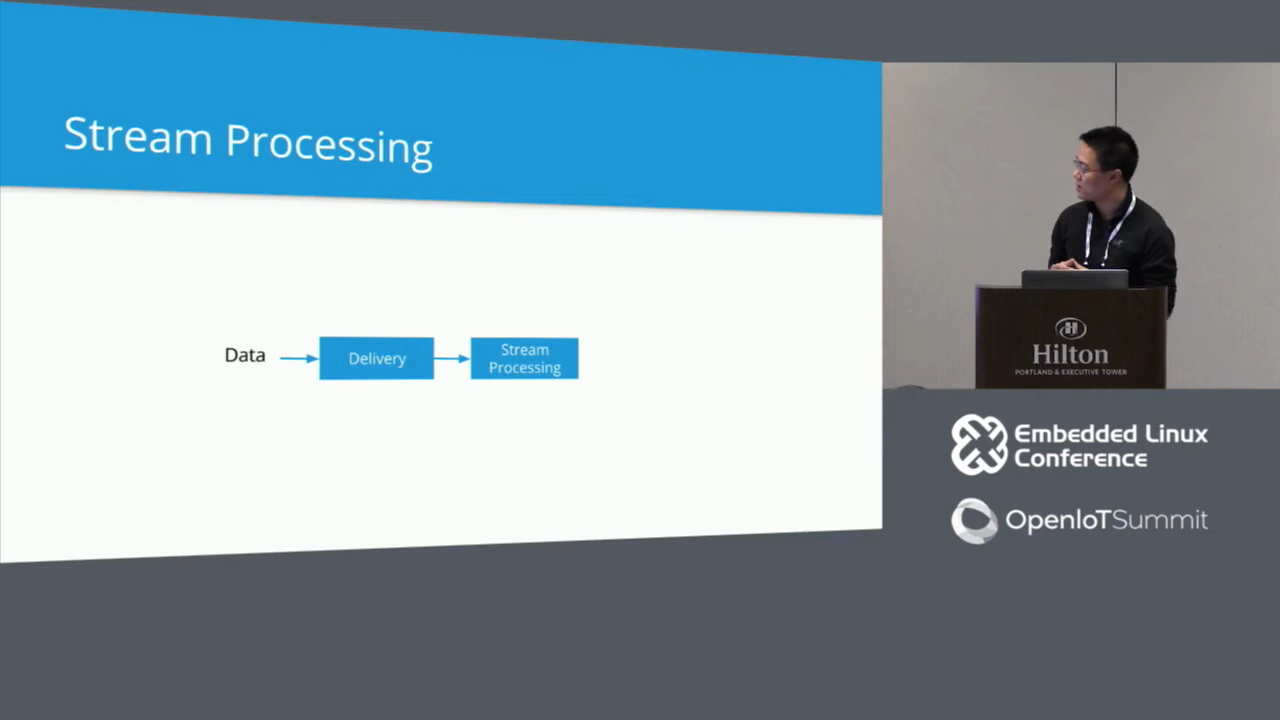 Stream Processing
Data
Delivery
Stream
Processing
Hilton
PORTLAND & EXECUTIVE TOWER
Embedded Linux
Conference
OpenIoTSummit